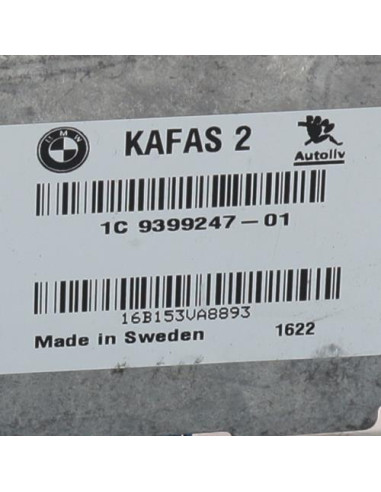 BMW KAFAS 2 Autoliv
1C 9399247-01
16B153VA8893
Made in Sweden 1622